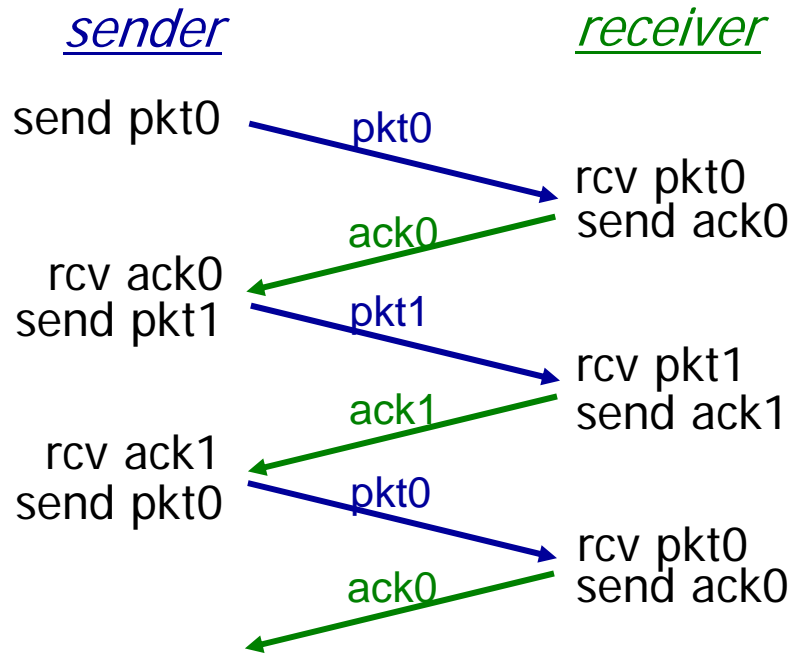 sender
receiver
send pkt0
pkt0
rcv pkt0
send ack0
ack0
rcv ack0
send pkt1
pkt1
rcv pkt1
send ack1
ack1
rcv ack1
send pkt0
pkt0
rcv pkt0
send ack0
ack0